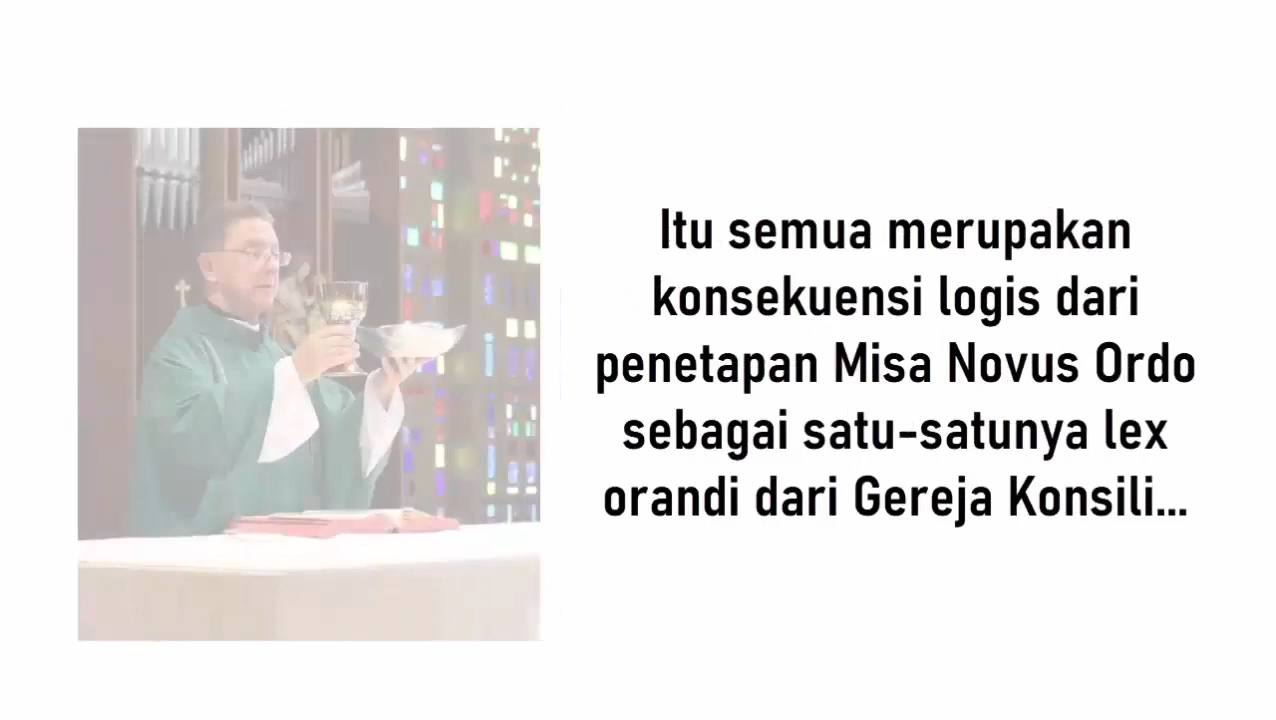 Itu semua merupakan
konsekuensi logis dari
penetapan Misa Novus Ordo
sebagai satu-satunya lex
orandi dari Gereja Konsili...